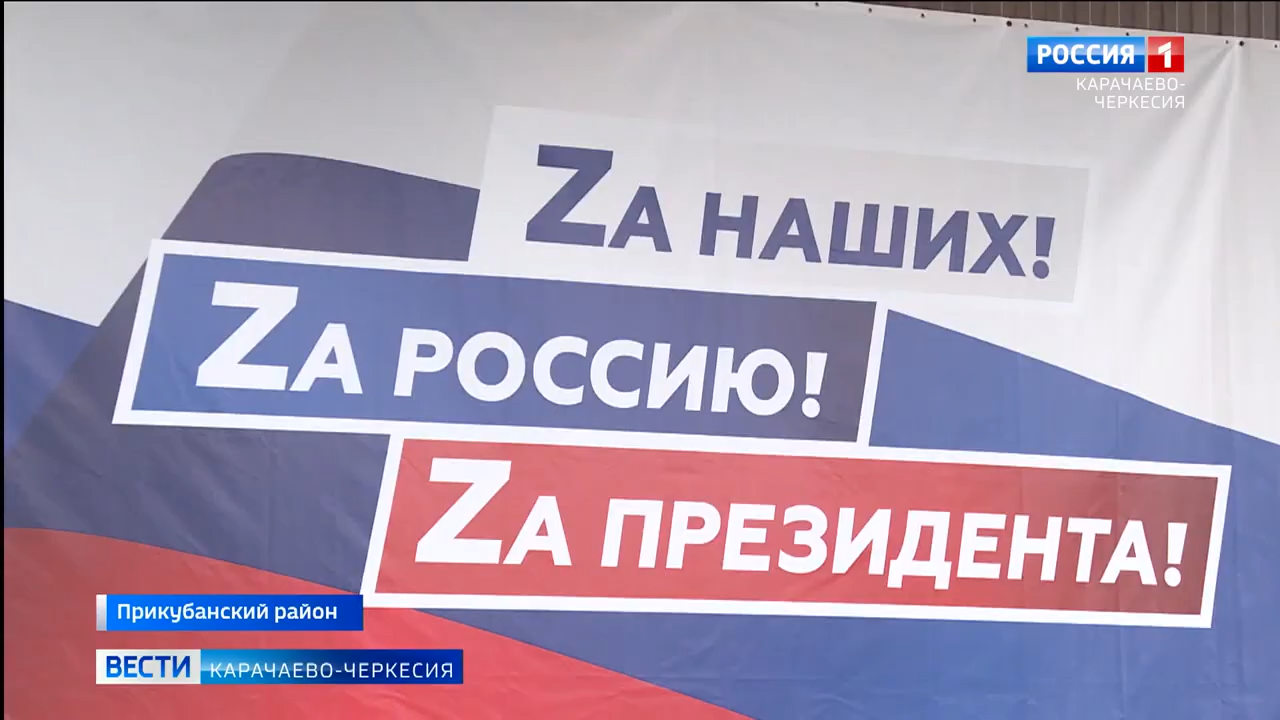 РОССИЯ 1
КАРАЧАЕВО-
ЧЕРКЕСИЯ
Zа наших!
Zа Россию!
Zа президента!
Прикубанский район
ВЕСТИ КАРАЧАЕВО-ЧЕРКЕСИЯ